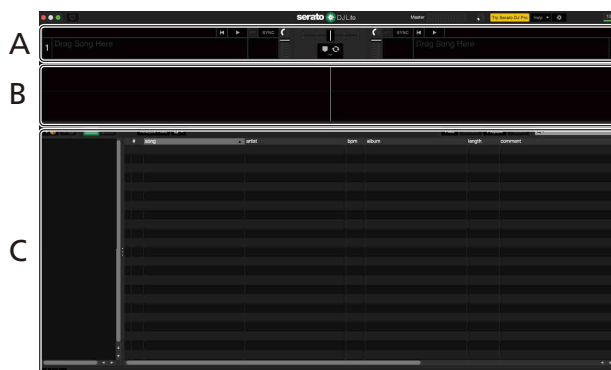 serato DJ Lite Master Try Serato DJ Pro Help
A
SYNC SYNC
1 Drag Song Here Drag Song Here
B
C
# song artist bpm album length comment